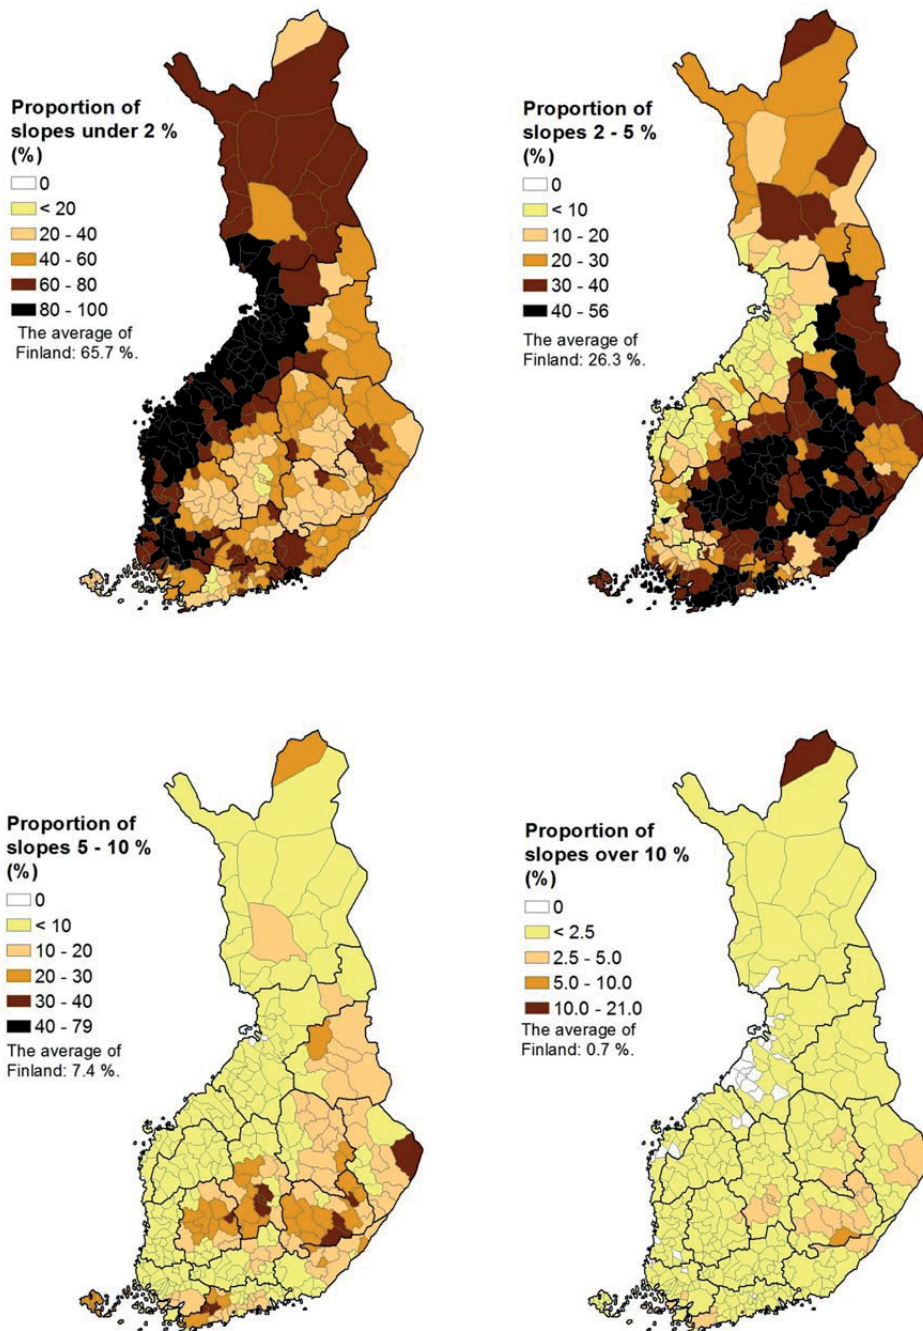 Proportion of
slopes under 2 %
(%)
0
< 20
20 - 40
40 - 60
60 - 80
80 - 100
The average of
Finland: 65.7 %.
Proportion of
slopes 2 - 5 %
(%)
0
< 10
10 - 20
20 - 30
30 - 40
40 - 56
The average of
Finland: 26.3 %.
Proportion of
slopes 5 - 10 %
(%)
0
< 10
10 - 20
20 - 30
30 - 40
40 - 79
The average of
Finland: 7.4 %.
Proportion of
slopes over 10 %
(%)
0
< 2.5
2.5 - 5.0
5.0 - 10.0
10.0 - 21.0
The average of
Finland: 0.7 %.